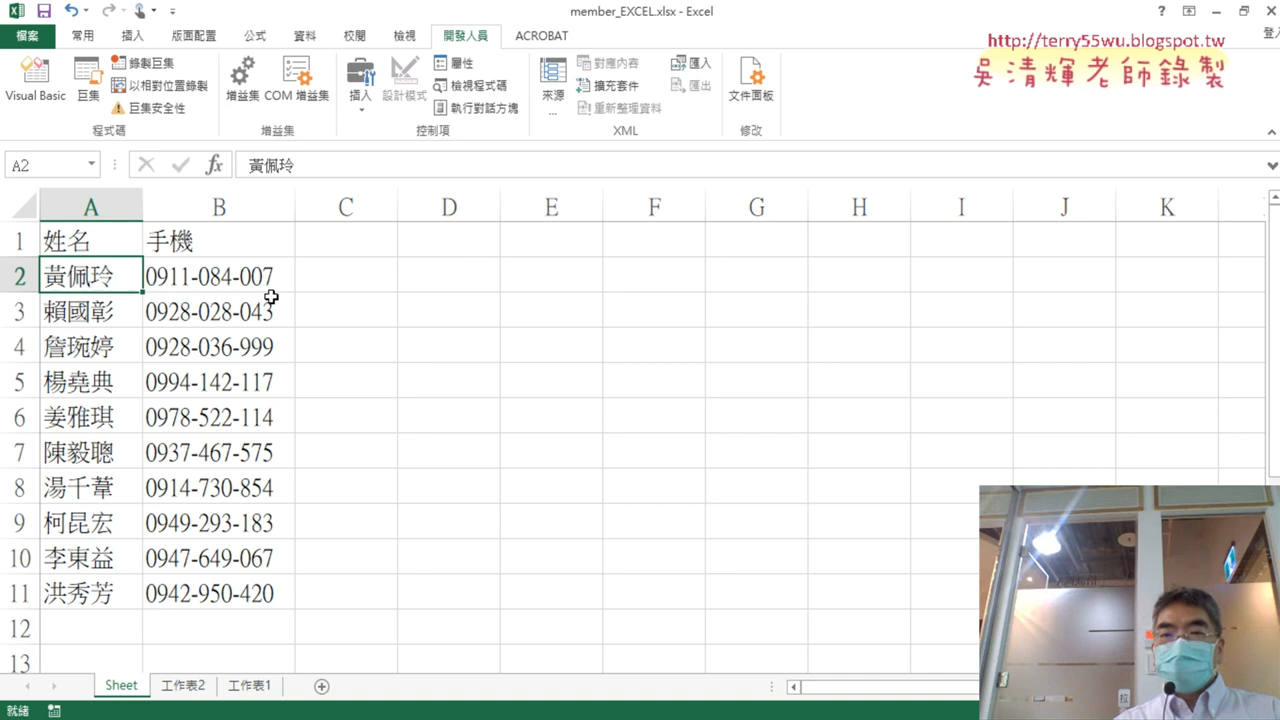 member_EXCEL.xlsx - Excel
檔案 常用 插入 版面配置 公式 資料 校閱 檢視 開發人員 ACROBAT 登入
http://terry55wu.blogspot.tw
吳清輝老師錄製
Visual Basic 巨集 錄製巨集 以相對位置錄製 巨集安全性
增益集 COM 增益集
插入 設計模式 屬性 檢視程式碼 執行對話方塊
來源 ... 對應內容 擴充套件 重新整理資料 匯入 匯出
文件面板
程式碼 增益集 控制項 XML 修改
A2 fx 黃佩玲
A B C D E F G H I J K
1 姓名 手機
2 黃佩玲 0911-084-007
3 賴國彰 0928-028-043
4 詹琬婷 0928-036-999
5 楊堯典 0994-142-117
6 姜雅琪 0978-522-114
7 陳毅聰 0937-467-575
8 湯千葦 0914-730-854
9 柯昆宏 0949-293-183
10 李東益 0947-649-067
11 洪秀芳 0942-950-420
12
13
Sheet 工作表2 工作表1
就緒
拉